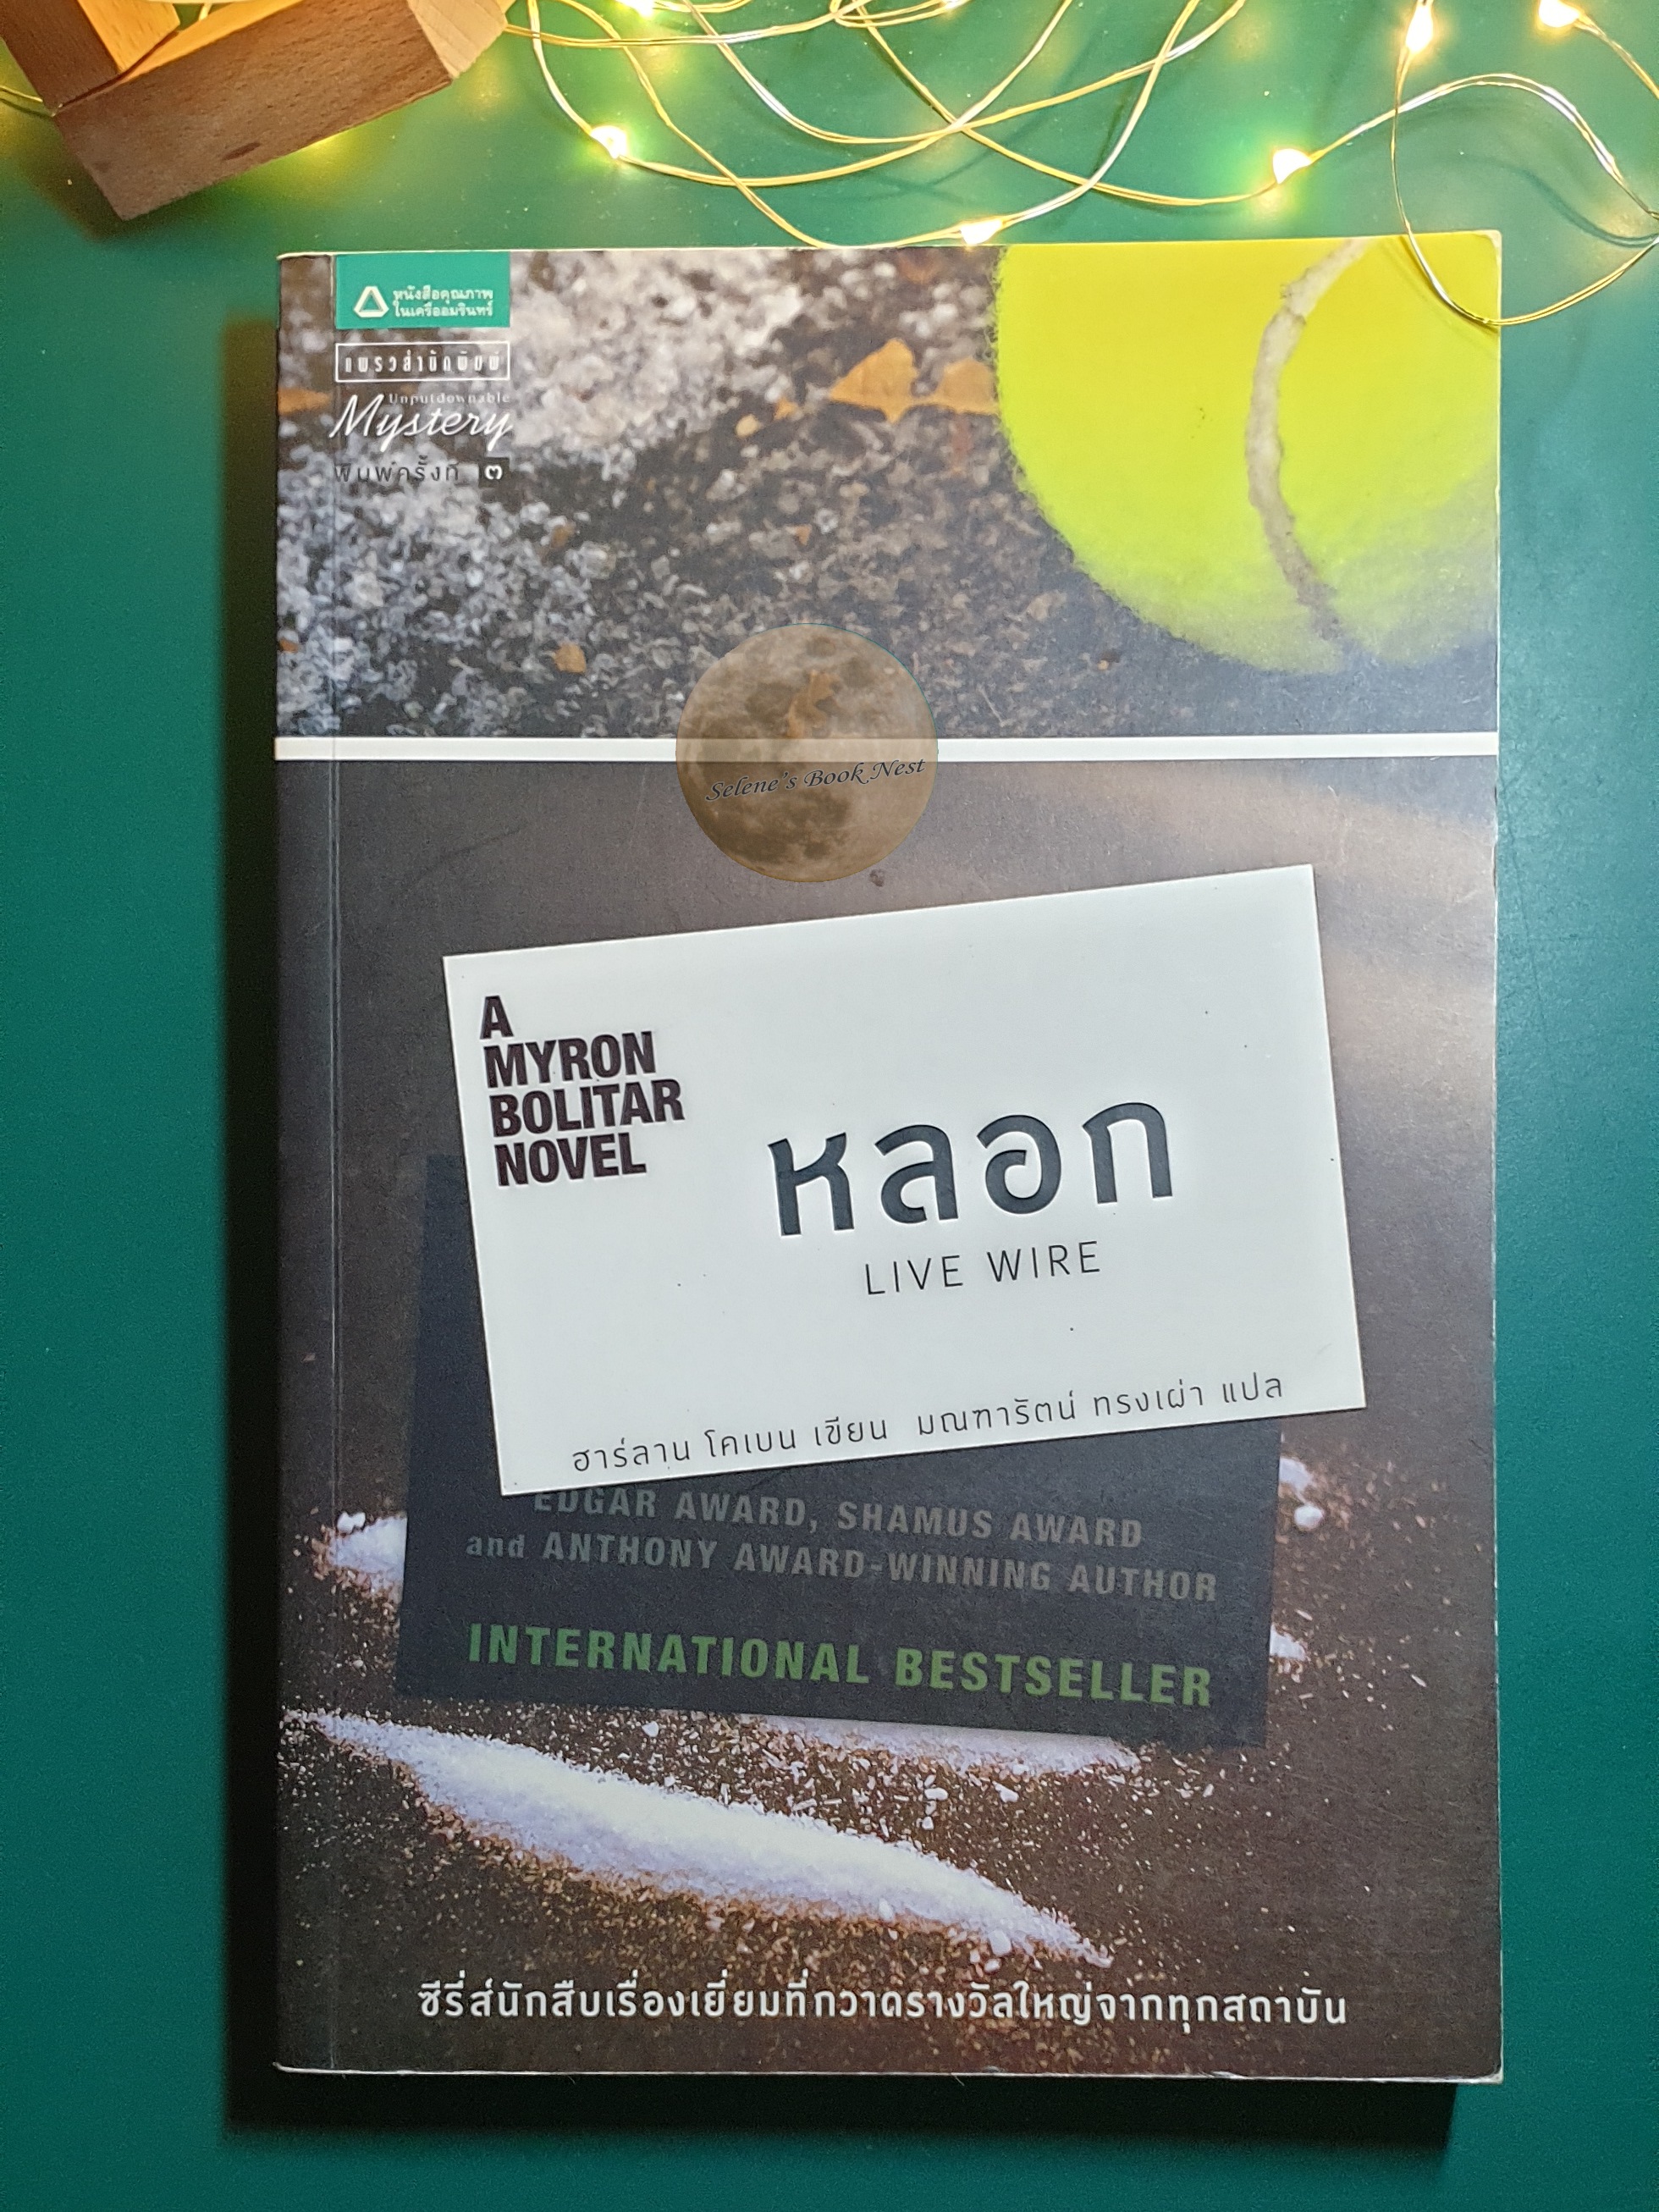 หนังสือคุณภาพ
ในเครืออมรินทร์
แพรวสำนักพิมพ์
Unputdownable
Mystery
พิมพ์ครั้งที่ ๓
Selene's Book Nest
A
MYRON
BOLITAR
NOVEL
หลอก
LIVE WIRE
ฮาร์ลาน โคเบน เขียน มณฑารัตน์ ทรงเผ่า แปล
EDGAR AWARD, SHAMUS AWARD
and ANTHONY AWARD-WINNING AUTHOR
INTERNATIONAL BESTSELLER
ซีรี่ส์นักสืบเรื่องเยี่ยมที่กวาดรางวัลใหญ่จากทุกสถาบัน